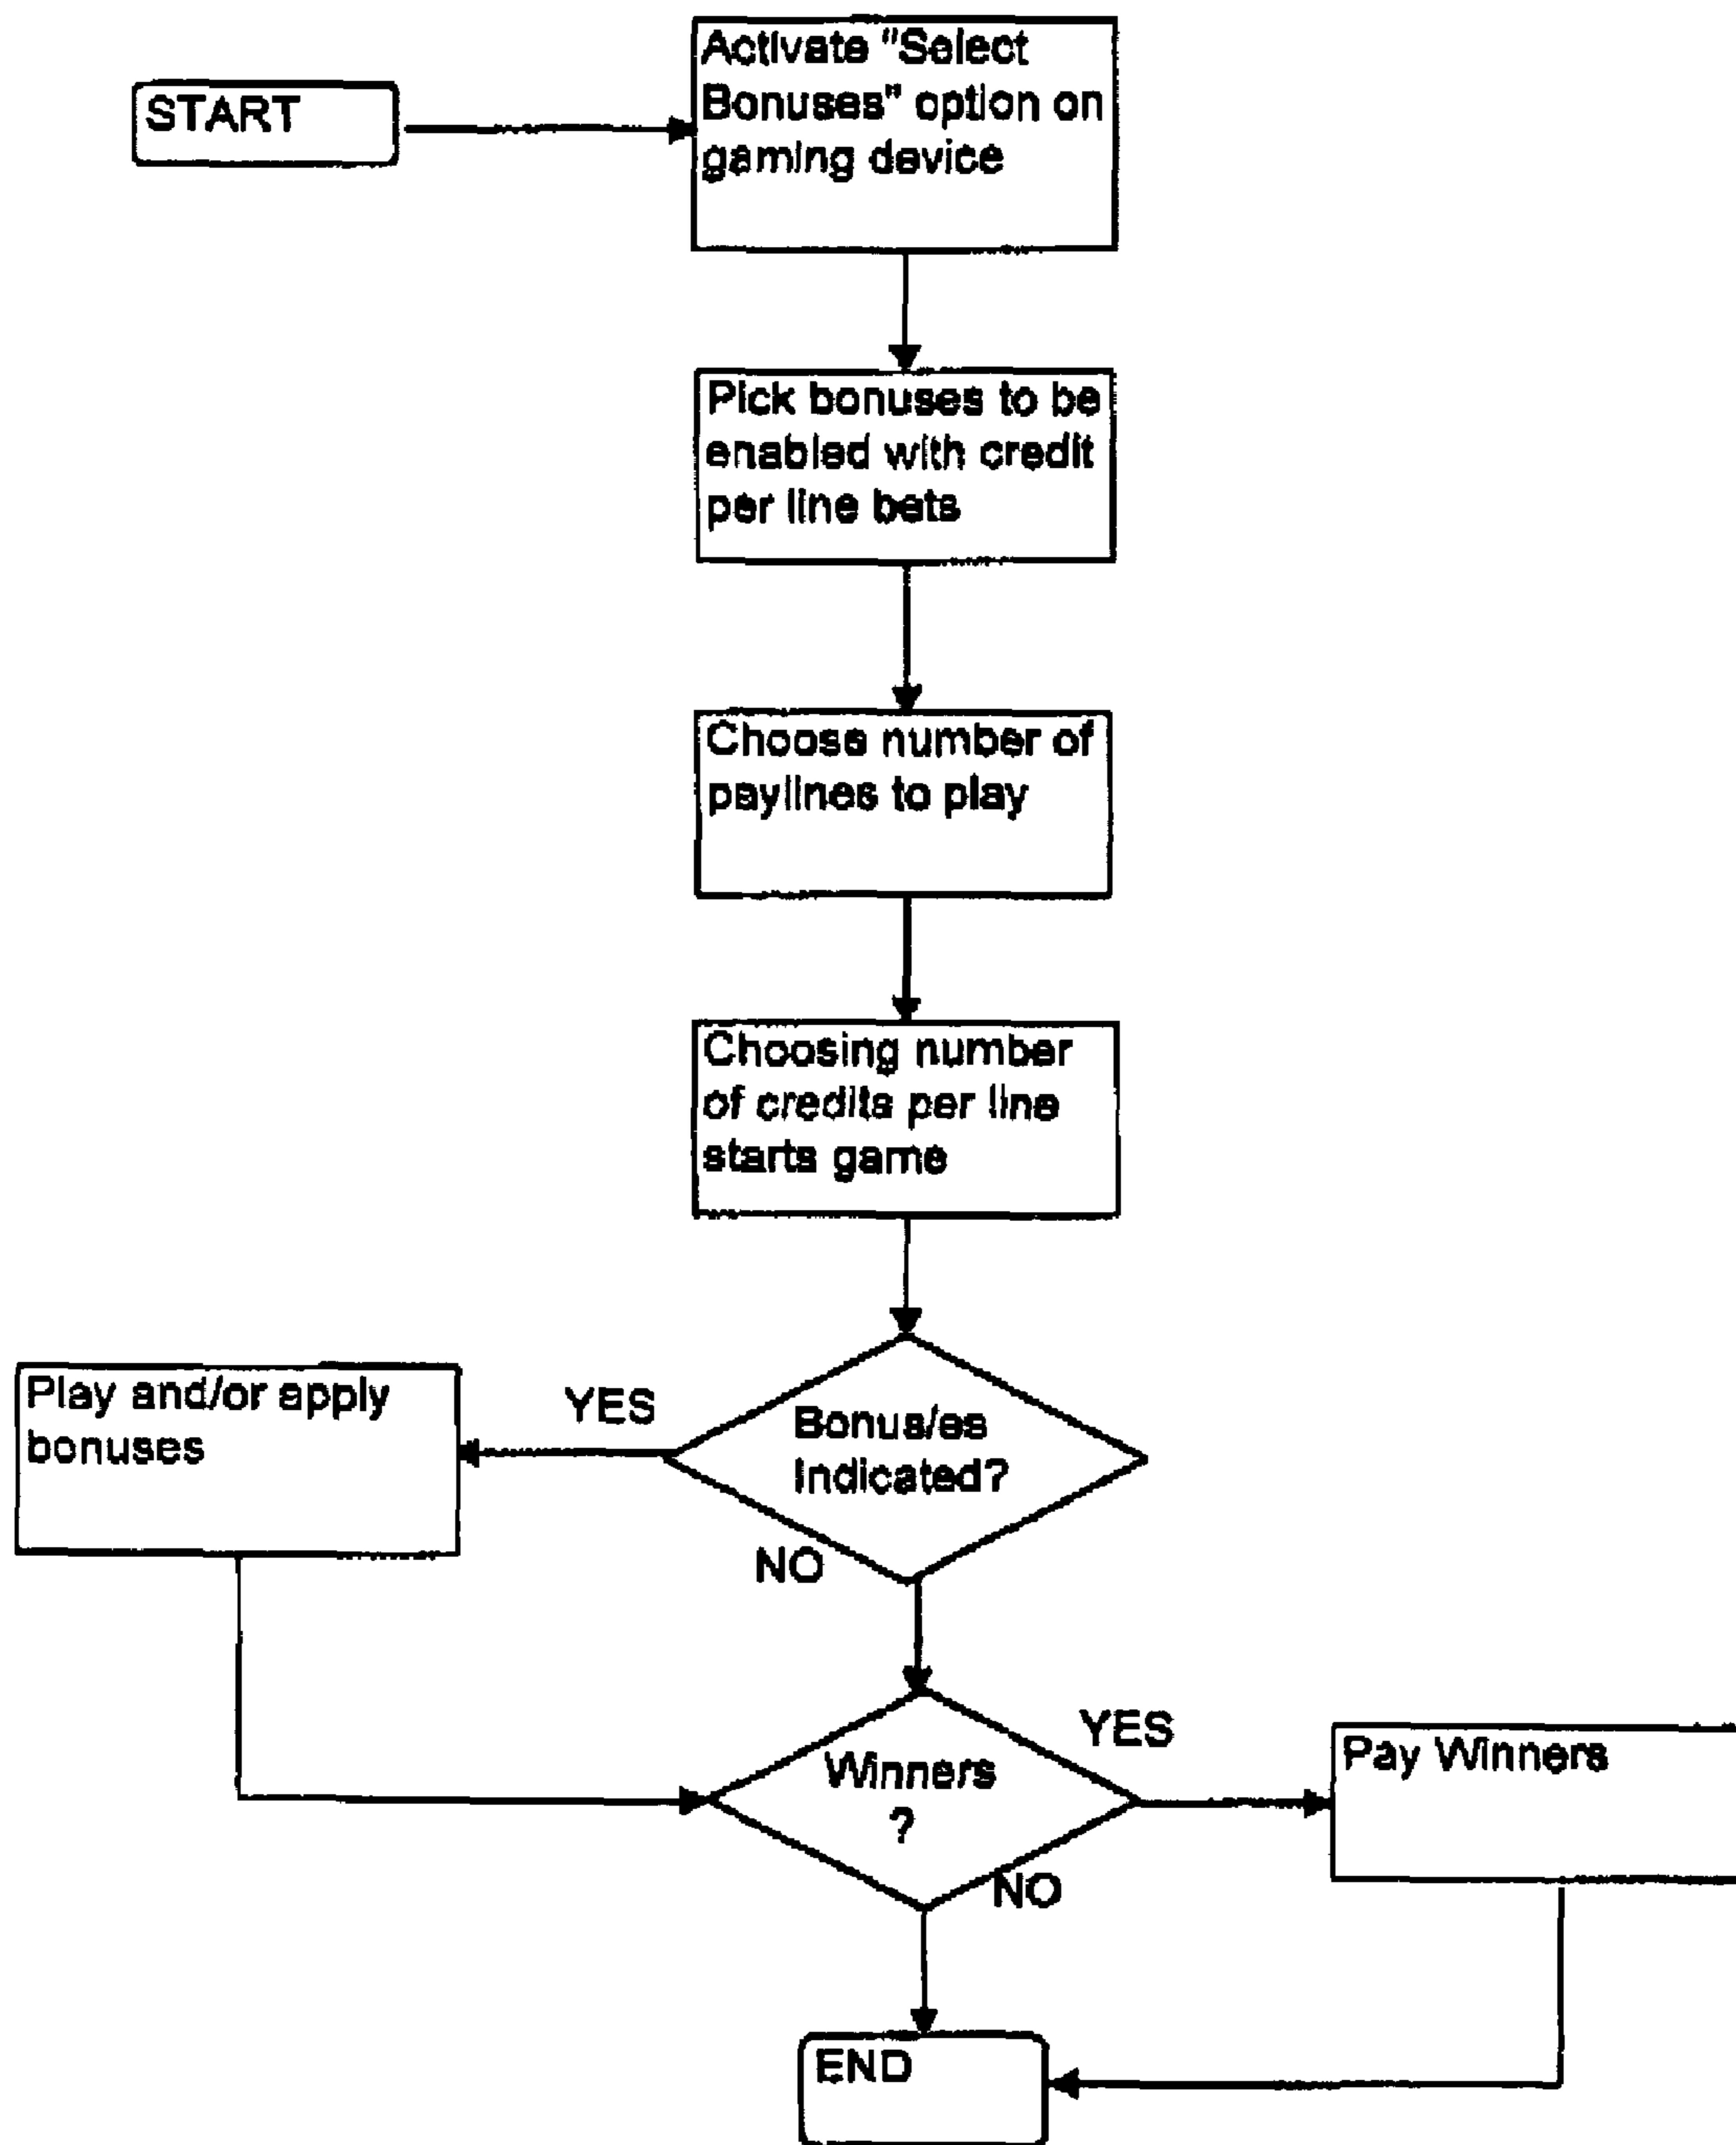 START
Activate "Select
Bonuses" option on
gaming device
Pick bonuses to be
enabled with credit
per line bets
Choose number of
paylines to play
Choosing number
of credits per line
starts game
Bonus/es
Indicated?
YES
NO
Play and/or apply
bonuses
Winners
?
YES
NO
Pay Winners
END